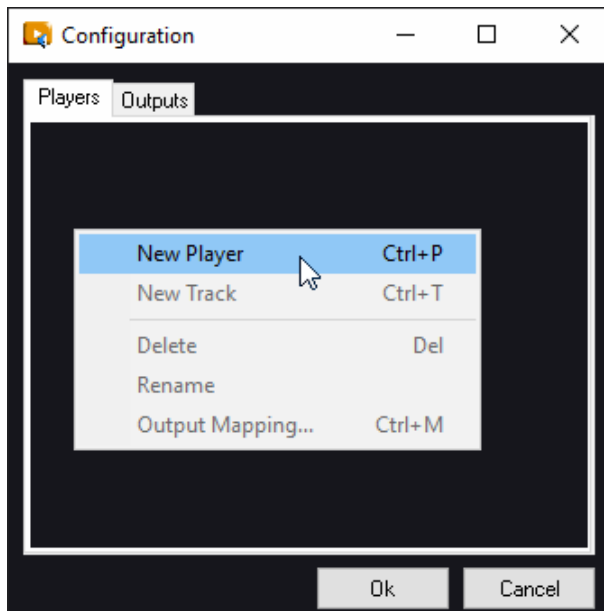 Configuration
Players Outputs
New Player Ctrl+P
New Track Ctrl+T
Delete Del
Rename
Output Mapping... Ctrl+M
Ok Cancel